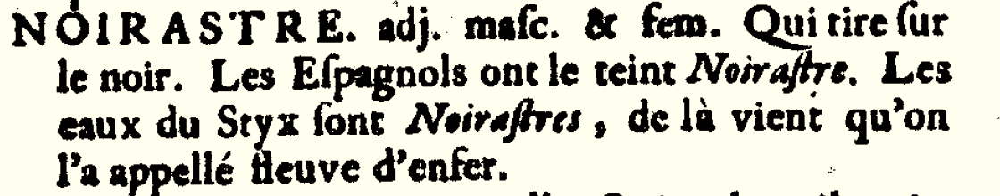 NOIRASTRE. adj. maſc. & fem. Qui tire ſur
le noir. Les Eſpagnols ont le teint Noiraſtre. Les
eaux du Styx ſont Noiraſtres, de là vient qu'on
l'a appellé fleuve d'enfer.